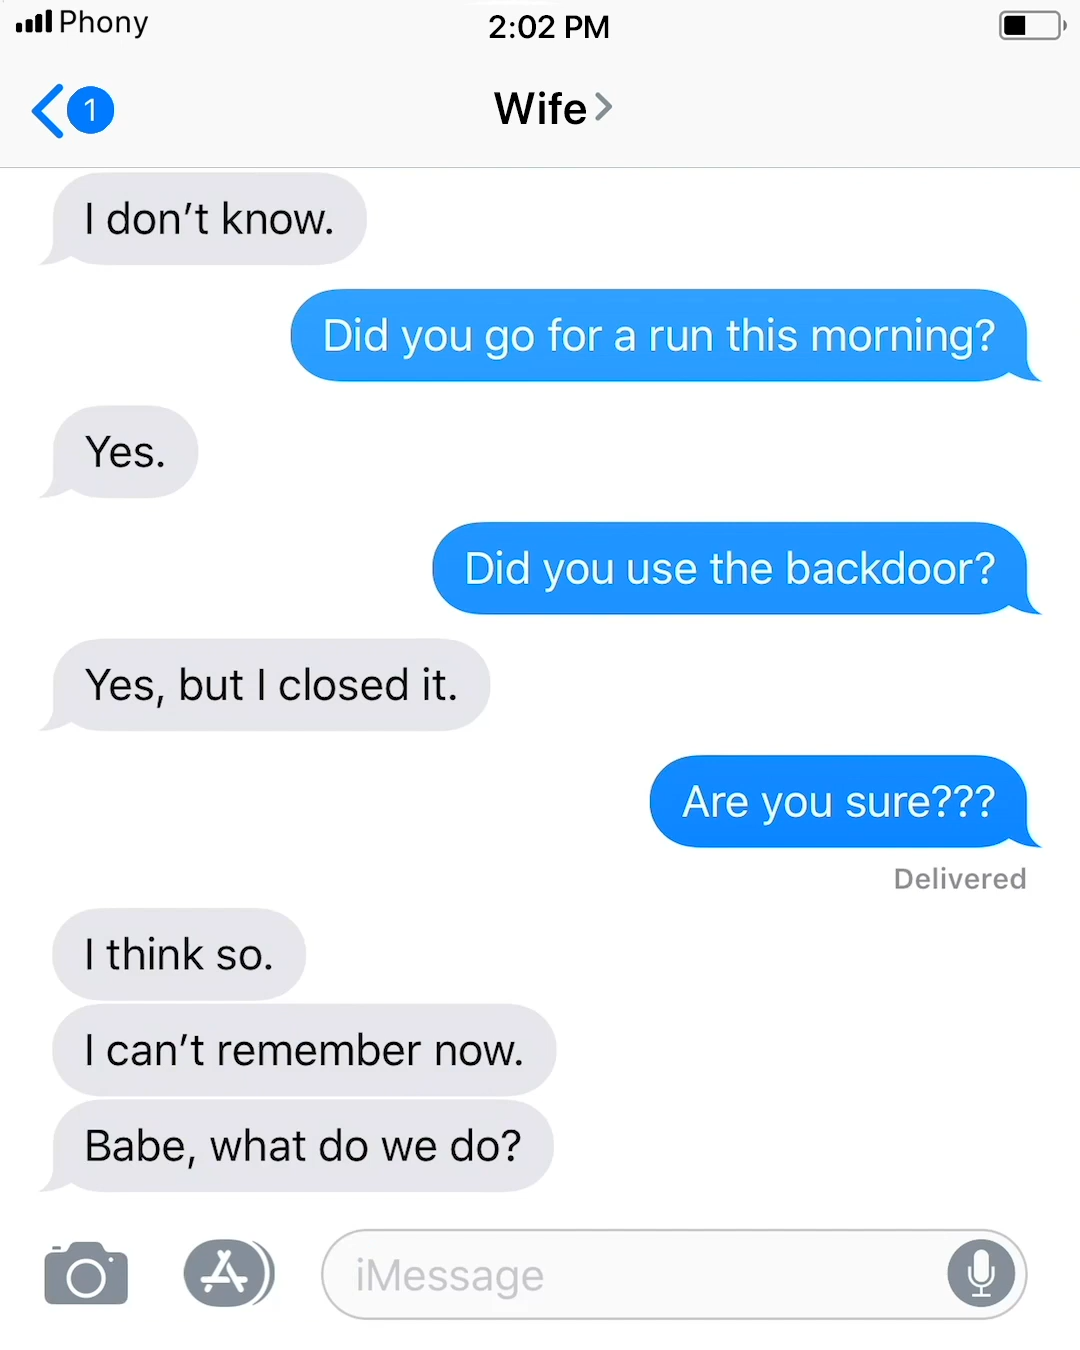 Phony
2:02 PM
1
Wife
I don’t know.
Did you go for a run this morning?
Yes.
Did you use the backdoor?
Yes, but I closed it.
Are you sure???
Delivered
I think so.
I can’t remember now.
Babe, what do we do?
iMessage